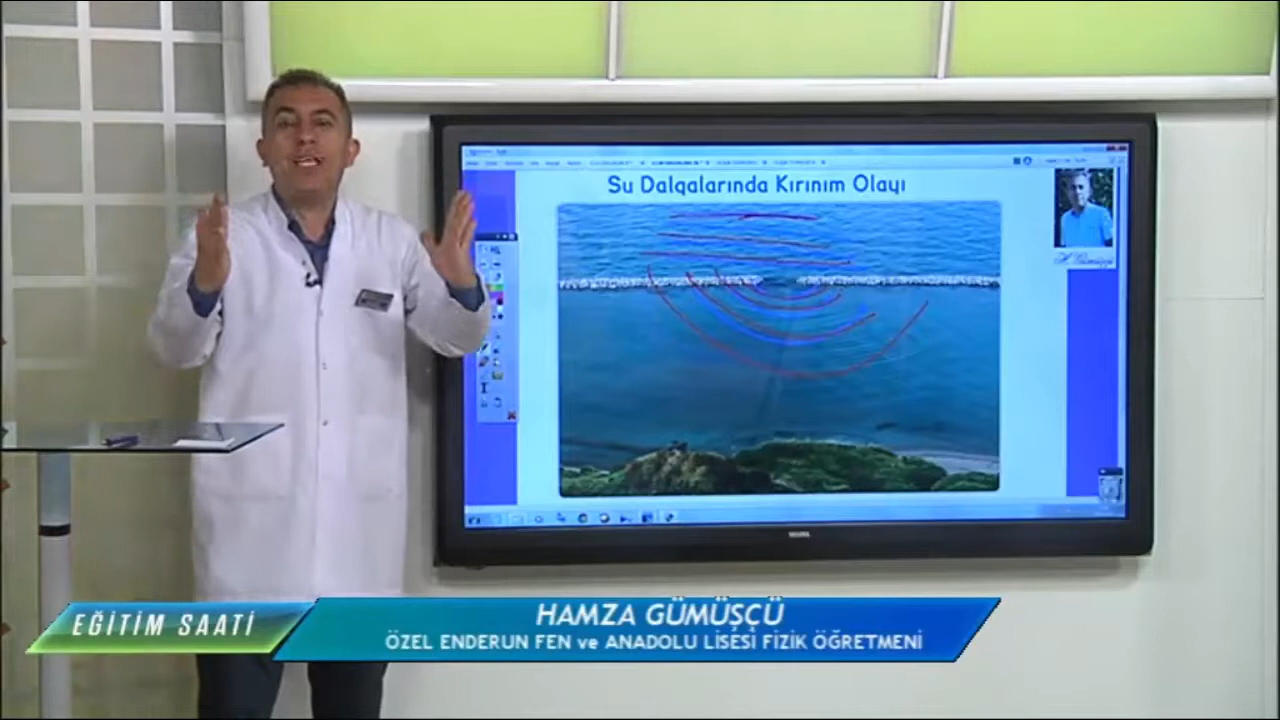 Su Dalgalarında Kırınım Olayı
H. Gümüşçü
EĞİTİM SAATİ
HAMZA GÜMÜŞÇÜ
ÖZEL ENDERUN FEN ve ANADOLU LİSESİ FİZİK ÖĞRETMENİ